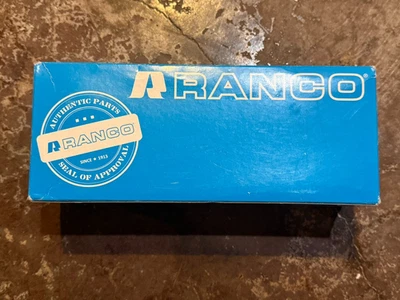 RANCO®
AUTHENTIC PARTS
RANCO
SINCE ★ 1913
SEAL OF APPROVAL